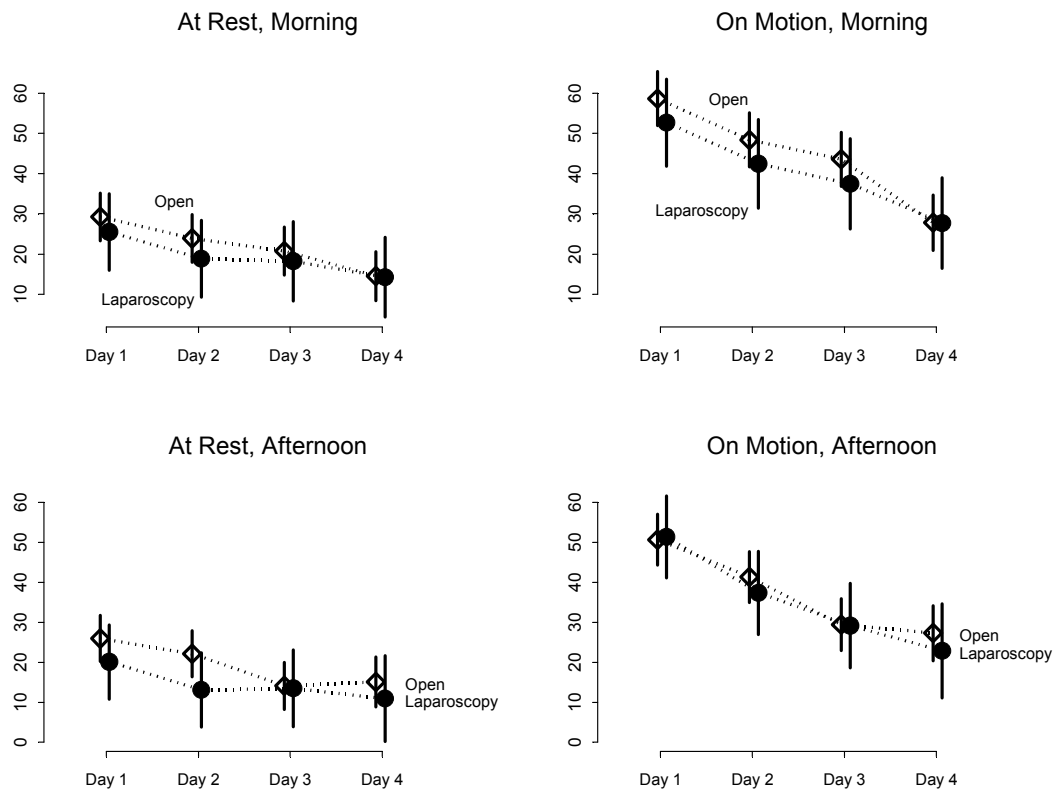 At Rest, Morning
60
50
40
30
20
10
Open
Laparoscopy
Day 1 Day 2 Day 3 Day 4
On Motion, Morning
60
50
40
30
20
10
Open
Laparoscopy
Day 1 Day 2 Day 3 Day 4
At Rest, Afternoon
60
50
40
30
20
10
0
Open
Laparoscopy
Day 1 Day 2 Day 3 Day 4
On Motion, Afternoon
60
50
40
30
20
10
0
Open
Laparoscopy
Day 1 Day 2 Day 3 Day 4